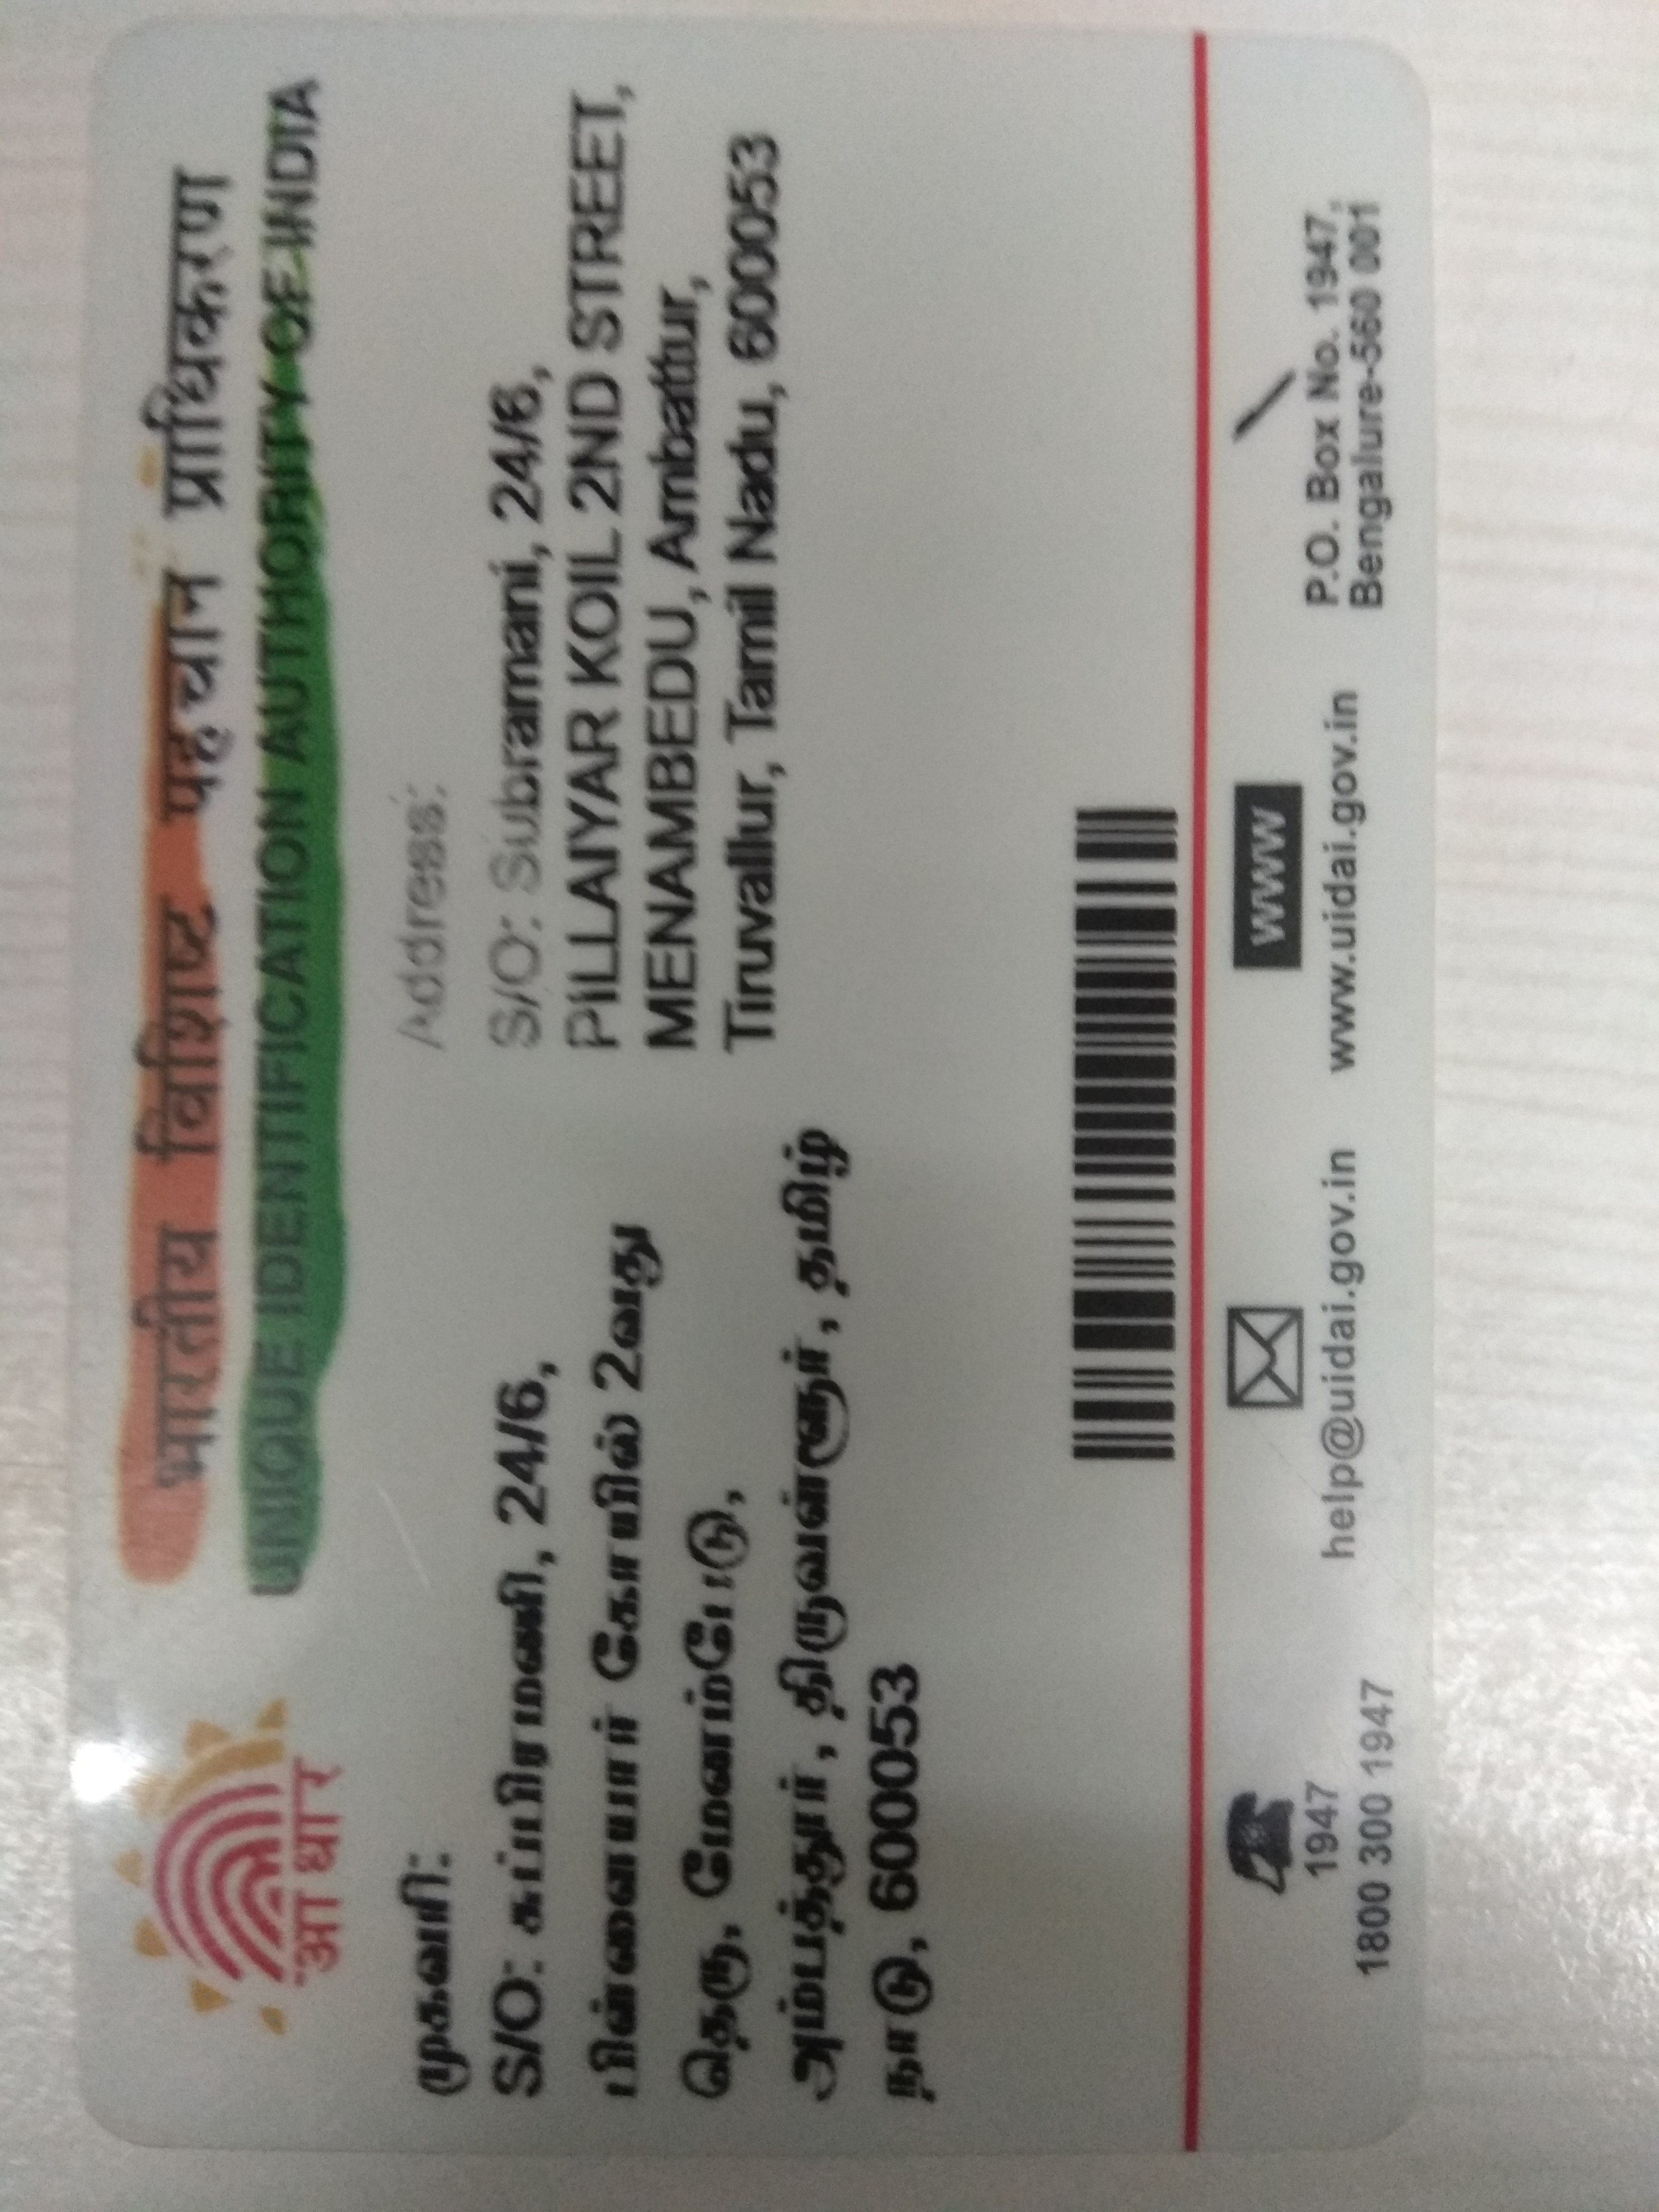 भारतीय विशिष्ट पहचान प्राधिकरण
UNIQUE IDENTIFICATION AUTHORITY OF INDIA
आधार
முகவரி:
S/O: சுப்பிரமணி, 24/6,
பிள்ளையார் கோயில் 2வது
தெரு, மேனாம்பேடு,
அம்பத்தூர், திருவள்ளூர், தமிழ்
நாடு, 600053
Address:
S/O: Subramani, 24/6,
PILLAIYAR KOIL 2ND STREET,
MENAMBEDU, Ambattur,
Tiruvallur, Tamil Nadu, 600053
1947
1800 300 1947
help@uidai.gov.in
WWW
www.uidai.gov.in
P.O. Box No. 1947,
Bengalure-560 001